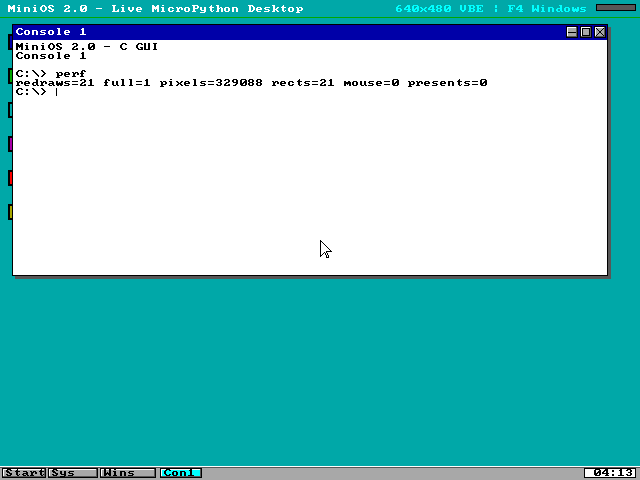 MiniOS 2.0 - Live MicroPython Desktop 640x480 VBE | F4 Windows
Console 1
MiniOS 2.0 - C GUI
Console 1
C:\> perf
redraws=21 full=1 pixels=329088 rects=21 mouse=0 presents=0
C:\>
Start Sys Wins Con1 04:13